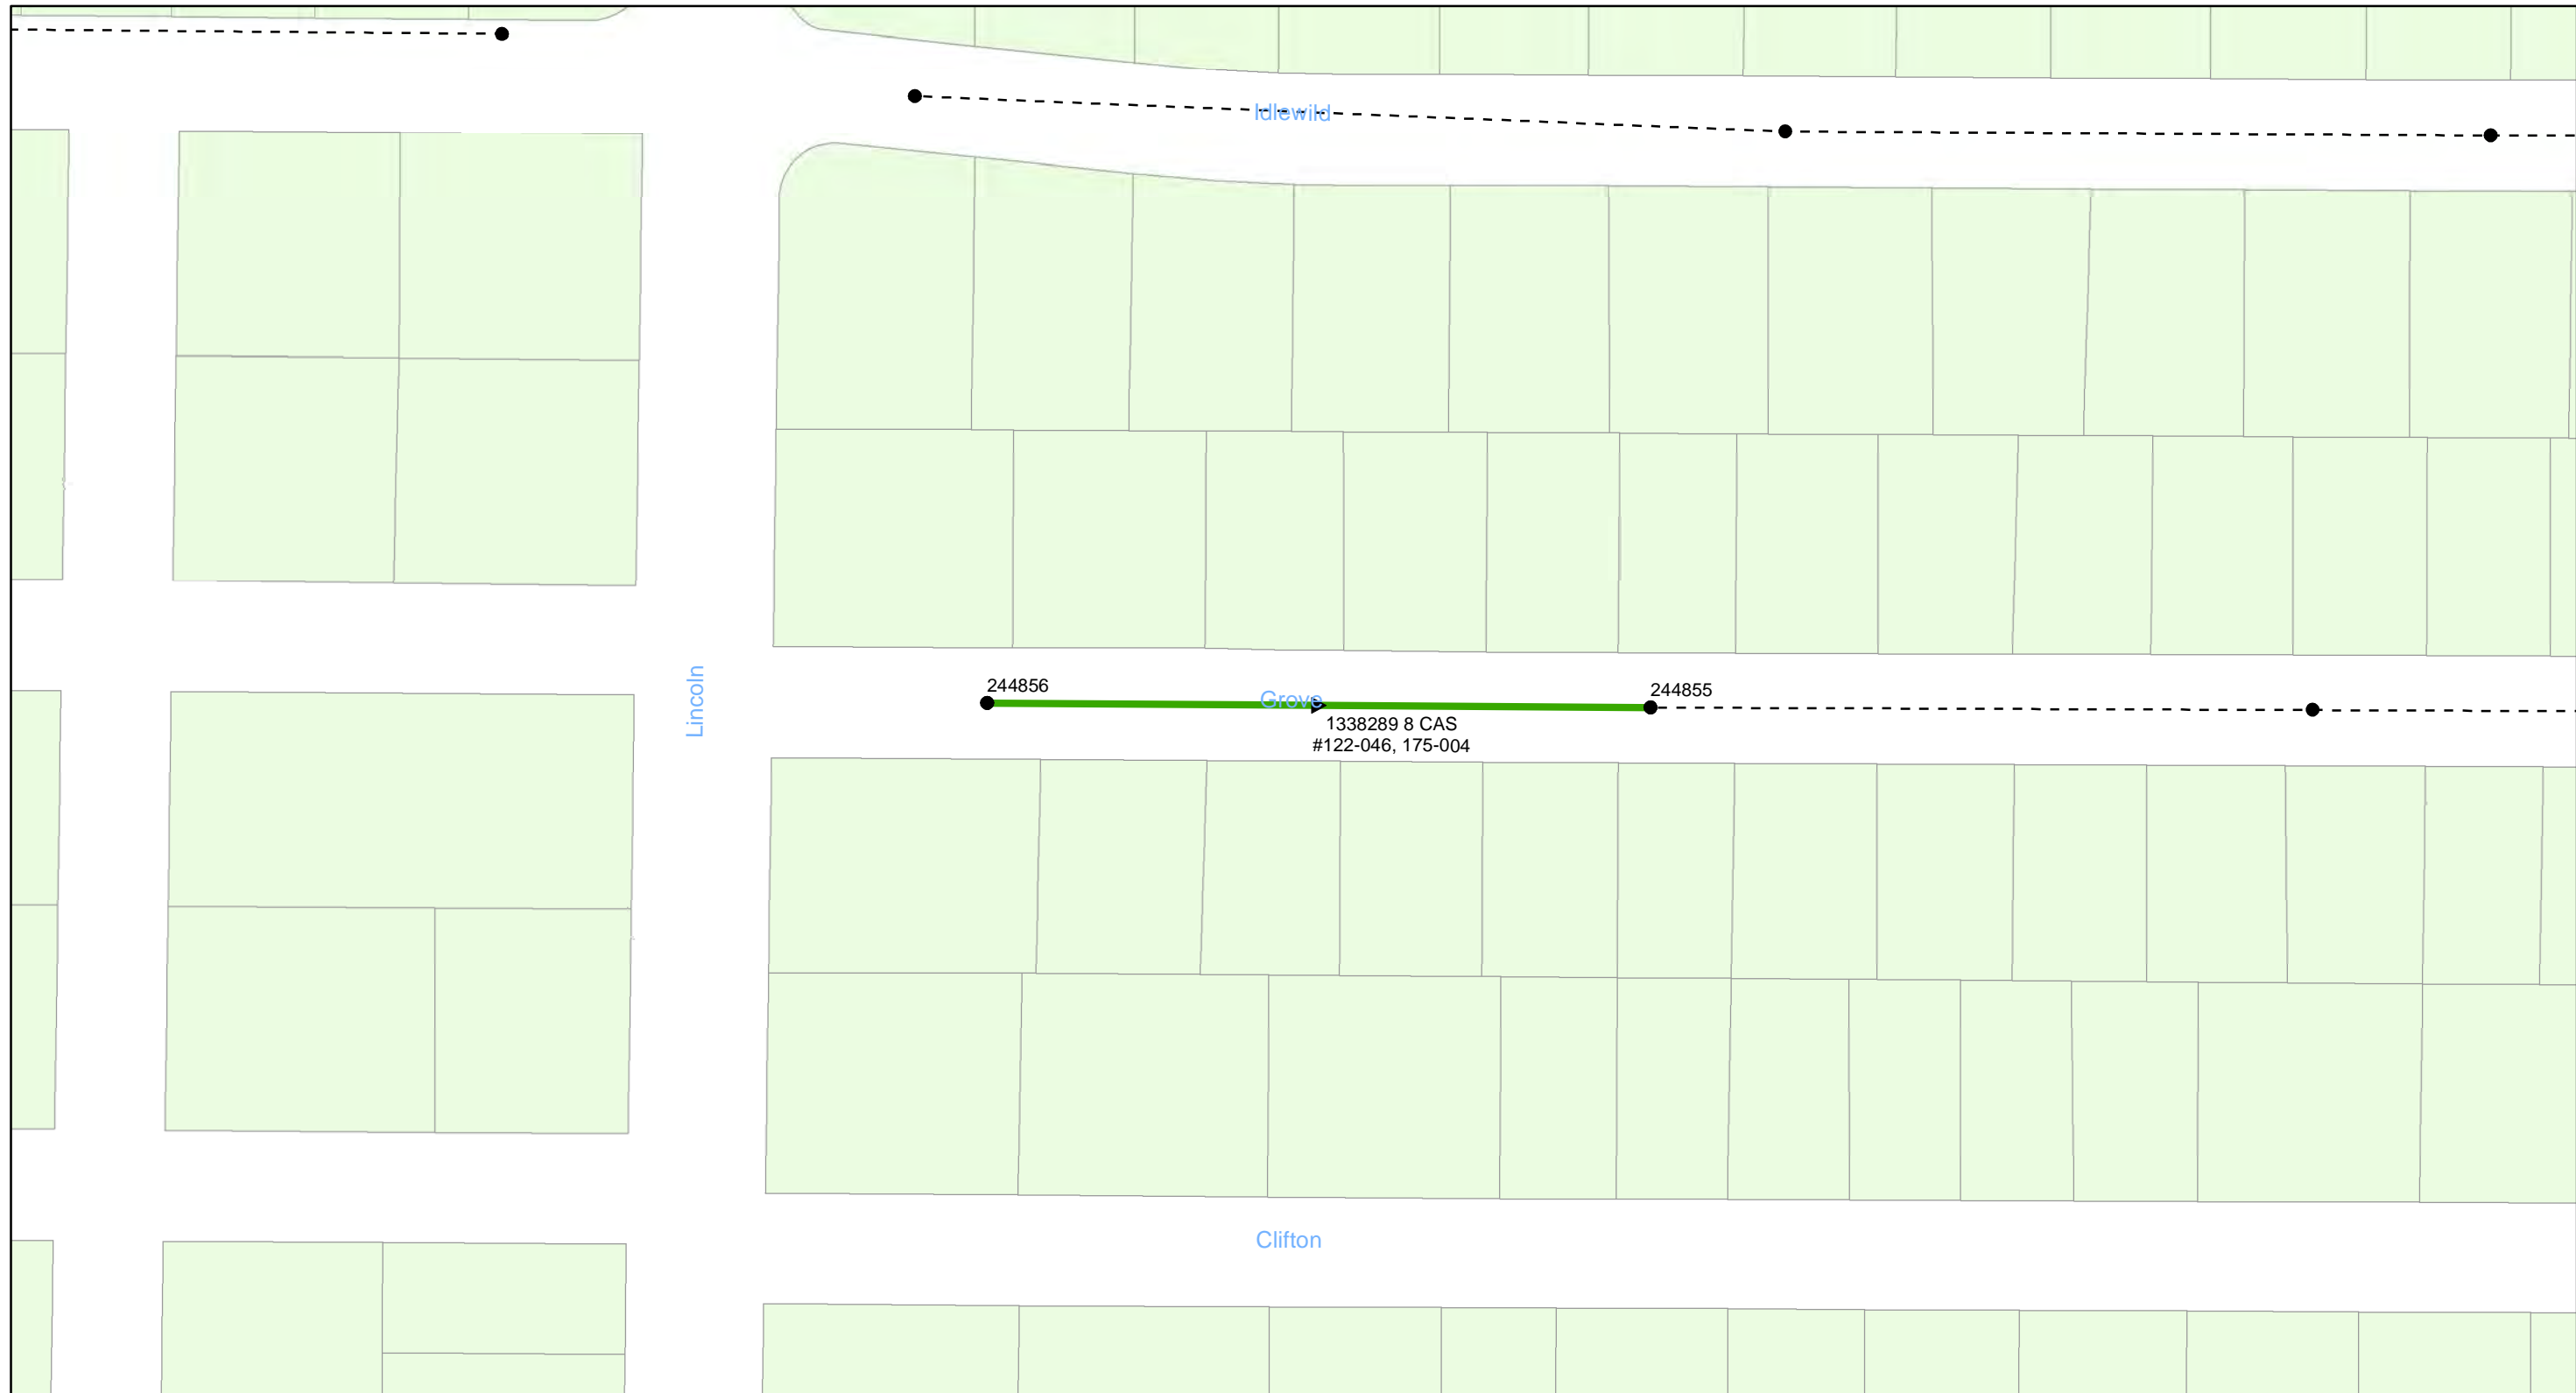 Idlewild
Lincoln
244856
Grove
244855
1338289 8 CAS
#122-046, 175-004
Clifton